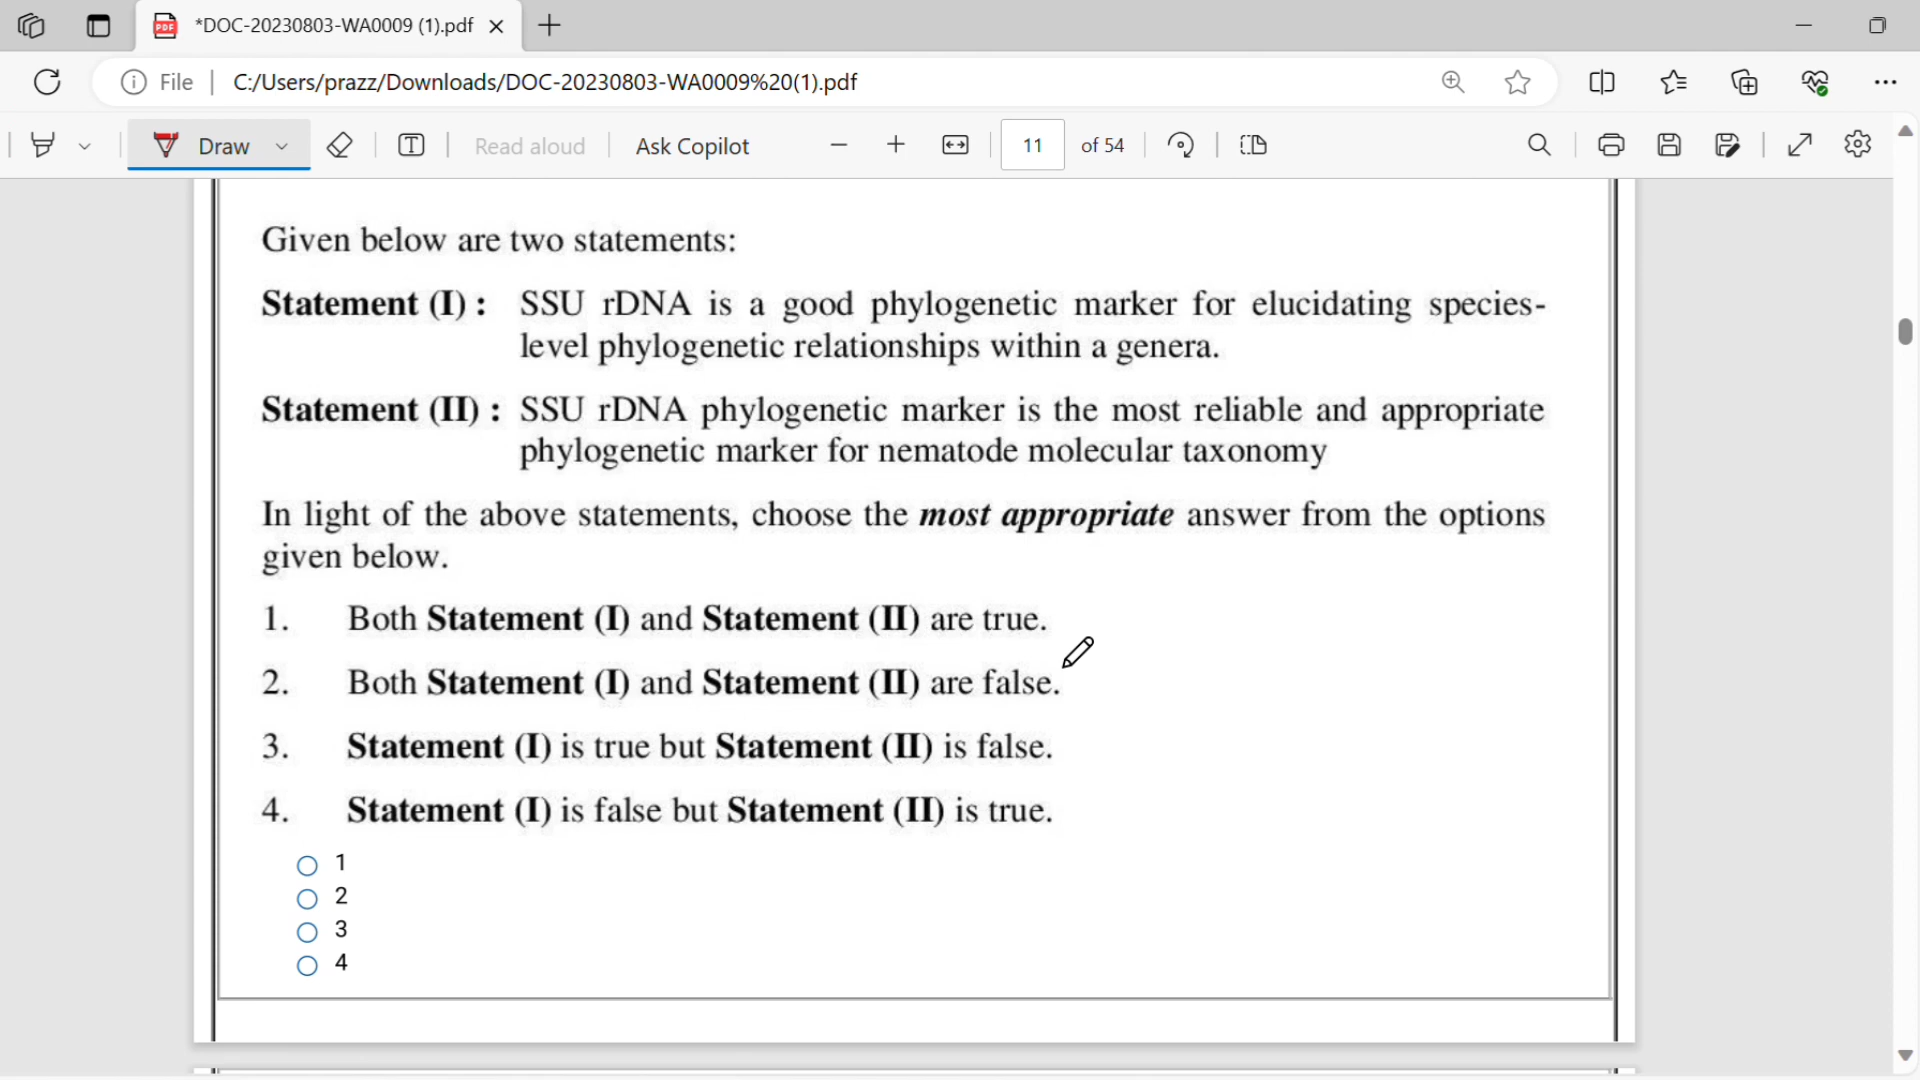 *DOC-20230803-WA0009 (1).pdf
File C:/Users/prazz/Downloads/DOC-20230803-WA0009%20(1).pdf
Draw Read aloud Ask Copilot 11 of 54
Given below are two statements:
Statement (I) : SSU rDNA is a good phylogenetic marker for elucidating species-
level phylogenetic relationships within a genera.
Statement (II) : SSU rDNA phylogenetic marker is the most reliable and appropriate
phylogenetic marker for nematode molecular taxonomy
In light of the above statements, choose the most appropriate answer from the options
given below.
1. Both Statement (I) and Statement (II) are true.
2. Both Statement (I) and Statement (II) are false.
3. Statement (I) is true but Statement (II) is false.
4. Statement (I) is false but Statement (II) is true.
1
2
3
4